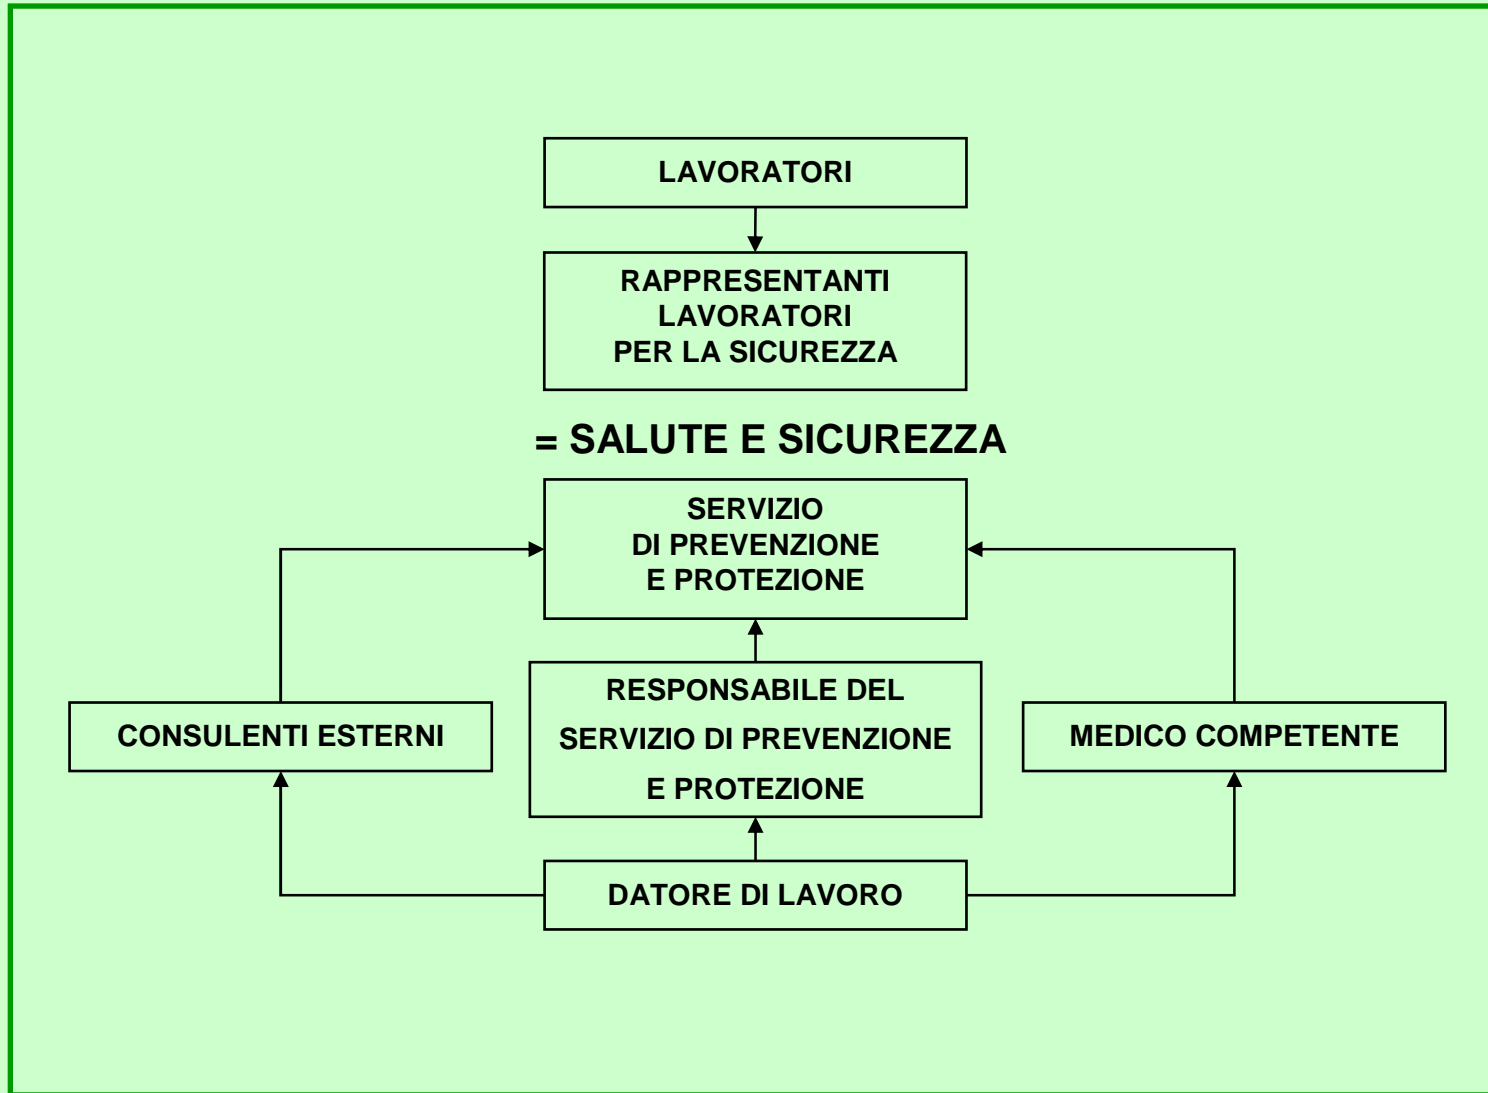 LAVORATORI
RAPPRESENTANTI
LAVORATORI
PER LA SICUREZZA
= SALUTE E SICUREZZA
SERVIZIO
DI PREVENZIONE
E PROTEZIONE
CONSULENTI ESTERNI
RESPONSABILE DEL
SERVIZIO DI PREVENZIONE
E PROTEZIONE
MEDICO COMPETENTE
DATORE DI LAVORO